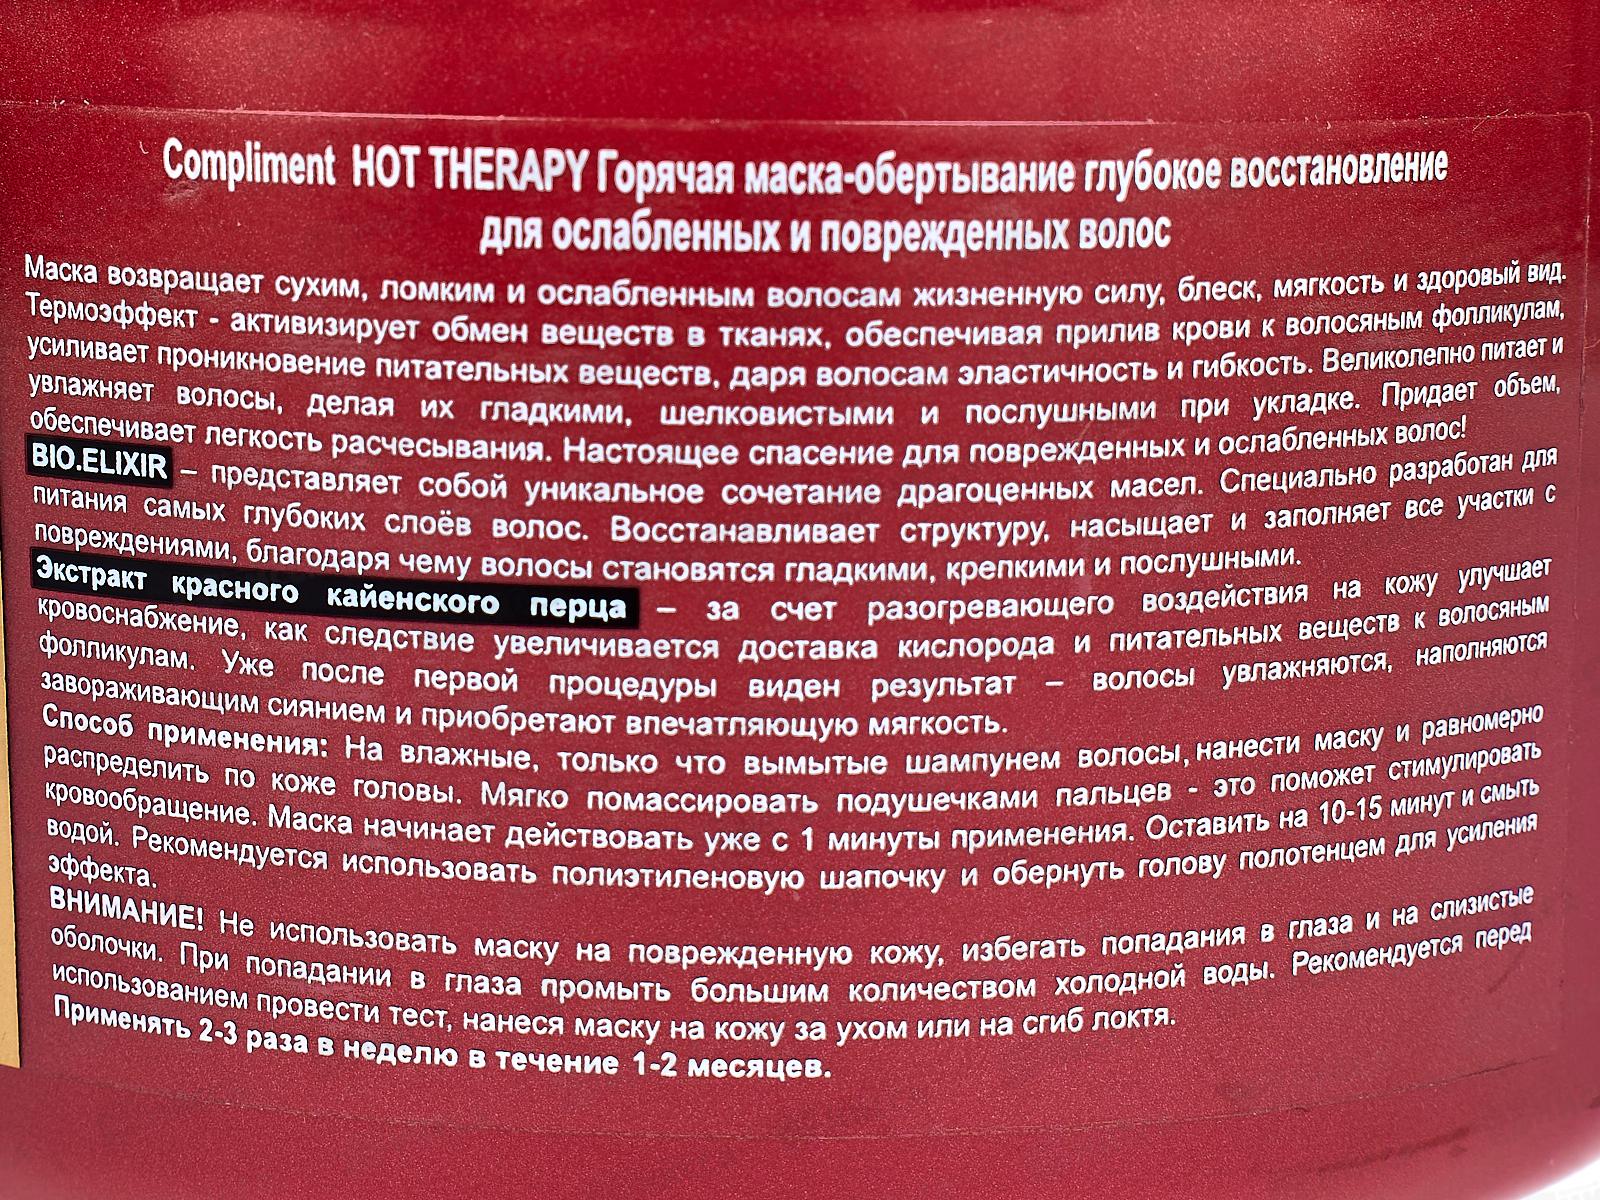 Compliment HOT THERAPY Горячая маска-обертывание глубокое восстановление
для ослабленных и поврежденных волос
Маска возвращает сухим, ломким и ослабленным волосам жизненную силу, блеск, мягкость и здоровый вид.
Термоэффект - активизирует обмен веществ в тканях, обеспечивая прилив крови к волосяным фолликулам,
усиливает проникновение питательных веществ, даря волосам эластичность и гибкость. Великолепно питает и
увлажняет волосы, делая их гладкими, шелковистыми и послушными при укладке. Придает объем,
обеспечивает легкость расчесывания. Настоящее спасение для поврежденных и ослабленных волос!
BIO.ELIXIR – представляет собой уникальное сочетание драгоценных масел. Специально разработан для
питания самых глубоких слоёв волос. Восстанавливает структуру, насыщает и заполняет все участки с
повреждениями, благодаря чему волосы становятся гладкими, крепкими и послушными.
Экстракт красного кайенского перца – за счет разогревающего воздействия на кожу улучшает
кровоснабжение, как следствие увеличивается доставка кислорода и питательных веществ к волосяным
фолликулам. Уже после первой процедуры виден результат – волосы увлажняются, наполняются
завораживающим сиянием и приобретают впечатляющую мягкость.
Способ применения: На влажные, только что вымытые шампунем волосы, нанести маску и равномерно
распределить по коже головы. Мягко помассировать подушечками пальцев - это поможет стимулировать
кровообращение. Маска начинает действовать уже с 1 минуты применения. Оставить на 10-15 минут и смыть
водой. Рекомендуется использовать полиэтиленовую шапочку и обернуть голову полотенцем для усиления
эффекта.
ВНИМАНИЕ! Не использовать маску на поврежденную кожу, избегать попадания в глаза и на слизистые
оболочки. При попадании в глаза промыть большим количеством холодной воды. Рекомендуется перед
использованием провести тест, нанеся маску на кожу за ухом или на сгиб локтя.
Применять 2-3 раза в неделю в течение 1-2 месяцев.